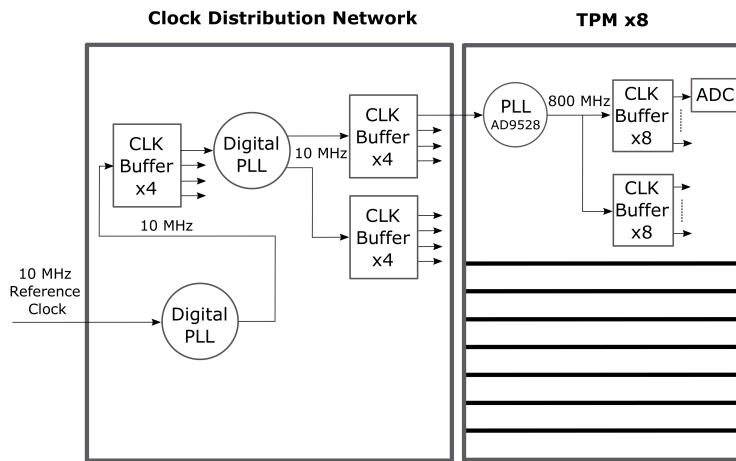 Clock Distribution Network
TPM x8
CLK
Buffer
x4
Digital
PLL
10 MHz
CLK
Buffer
x4
CLK
Buffer
x4
10 MHz
10 MHz
Reference
Clock
Digital
PLL
PLL
AD9528
800 MHz
CLK
Buffer
x8
ADC
CLK
Buffer
x8